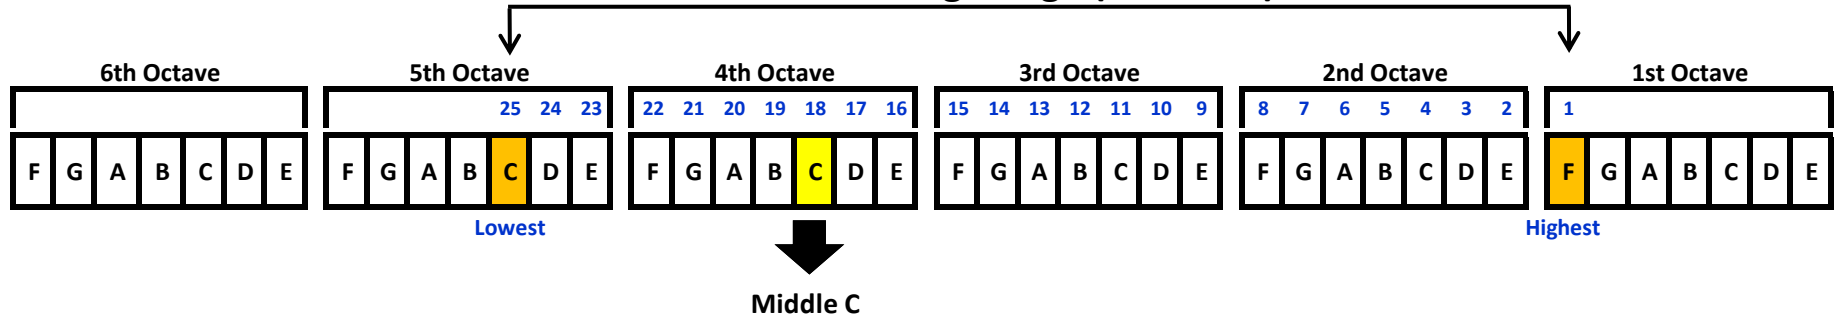 6th Octave 5th Octave 4th Octave 3rd Octave 2nd Octave 1st Octave
25 24 23 22 21 20 19 18 17 16 15 14 13 12 11 10 9 8 7 6 5 4 3 2 1
F G A B C D E F G A B C D E F G A B C D E F G A B C D E F G A B C D E F G A B C D E
Lowest Highest
Middle C